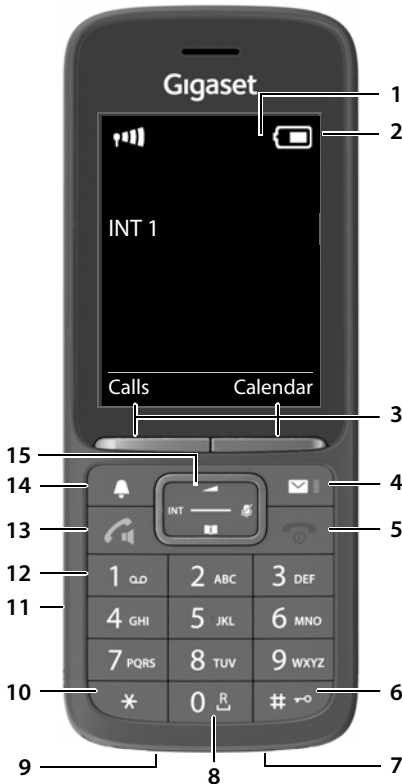 Gigaset
1
2
INT 1
Calls Calendar
3
15
14
4
INT
13
5
12
1 2 ABC 3 DEF
11
4 GHI 5 JKL 6 MNO
7 PQRS 8 TUV 9 WXYZ
10
* 0 R #
6
9
8
7